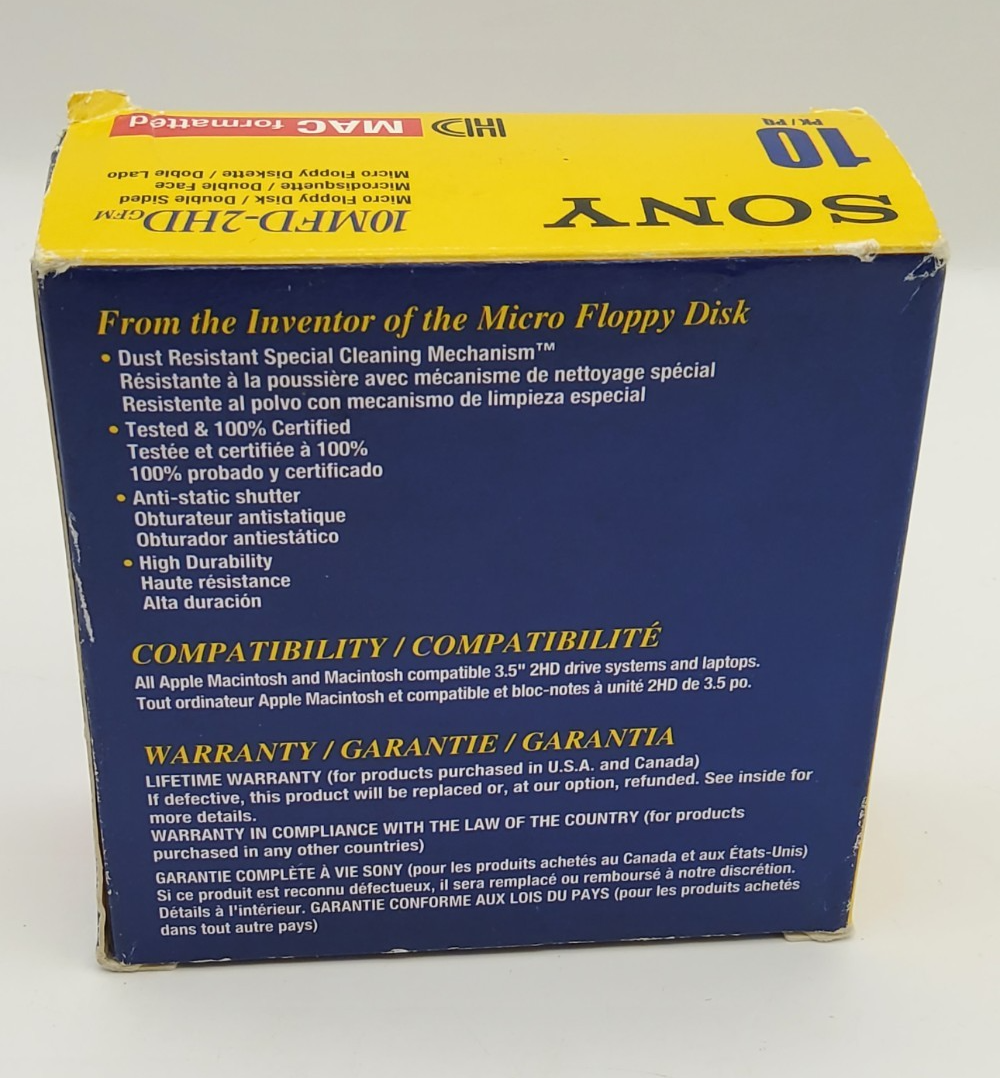 10
PK / PQ
SONY
HD
MAC formatted
10MFD-2HDGFM
Micro Floppy Disk / Double Sided
Microdisquette / Double Face
Micro Floppy Diskette / Doble Lado
From the Inventor of the Micro Floppy Disk
• Dust Resistant Special Cleaning Mechanism™
Résistante à la poussière avec mécanisme de nettoyage spécial
Resistente al polvo con mecanismo de limpieza especial
• Tested & 100% Certified
Testée et certifiée à 100%
100% probado y certificado
• Anti-static shutter
Obturateur antistatique
Obturador antiestático
• High Durability
Haute résistance
Alta duración
COMPATIBILITY / COMPATIBILITÉ
All Apple Macintosh and Macintosh compatible 3.5" 2HD drive systems and laptops.
Tout ordinateur Apple Macintosh et compatible et bloc-notes à unité 2HD de 3.5 po.
WARRANTY / GARANTIE / GARANTIA
LIFETIME WARRANTY (for products purchased in U.S.A. and Canada)
If defective, this product will be replaced or, at our option, refunded. See inside for
more details.
WARRANTY IN COMPLIANCE WITH THE LAW OF THE COUNTRY (for products
purchased in any other countries)
GARANTIE COMPLÈTE À VIE SONY (pour les produits achetés au Canada et aux États-Unis)
Si ce produit est reconnu défectueux, il sera remplacé ou remboursé à notre discrétion.
Détails à l'intérieur. GARANTIE CONFORME AUX LOIS DU PAYS (pour les produits achetés
dans tout autre pays)